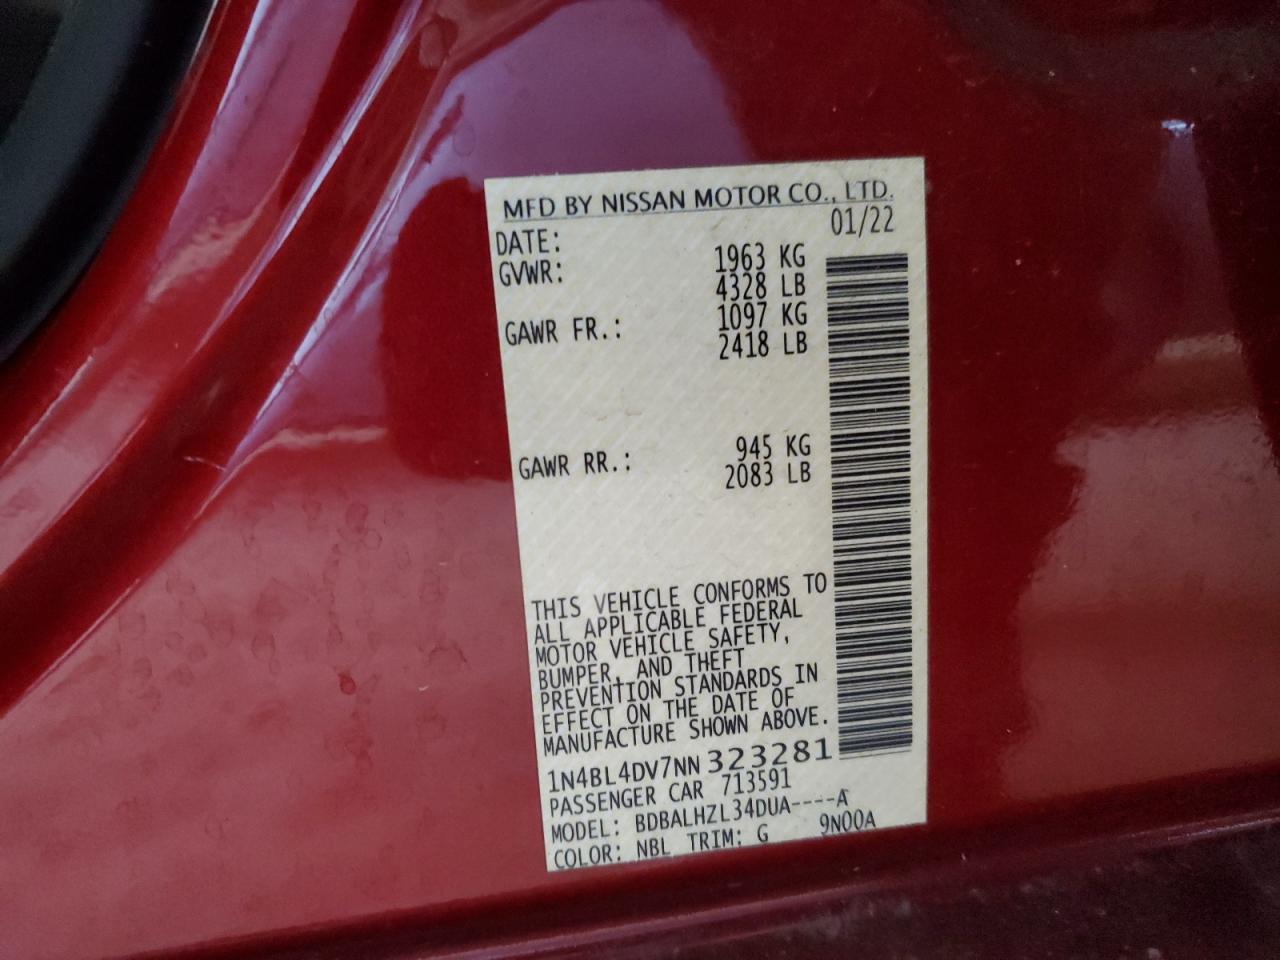 MFD BY NISSAN MOTOR CO., LTD.
DATE: 01/22
GVWR: 1963 KG
4328 LB
GAWR FR.: 1097 KG
2418 LB
GAWR RR.: 945 KG
2083 LB
THIS VEHICLE CONFORMS TO
ALL APPLICABLE FEDERAL
MOTOR VEHICLE SAFETY,
BUMPER, AND THEFT
PREVENTION STANDARDS IN
EFFECT ON THE DATE OF
MANUFACTURE SHOWN ABOVE.
1N4BL4DV7NN323281
PASSENGER CAR 713591
MODEL: BDBALHZL34DUA----A
COLOR: NBL TRIM: G 9N00A